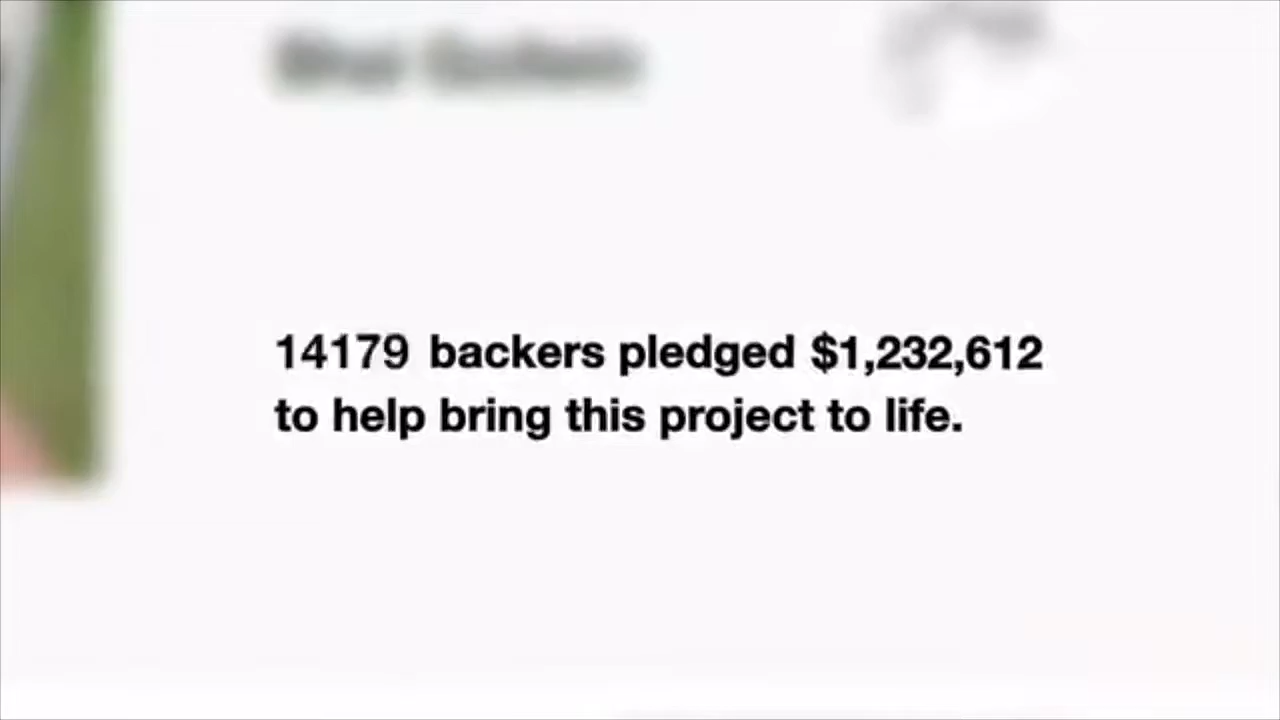 14179 backers pledged $1,232,612
to help bring this project to life.